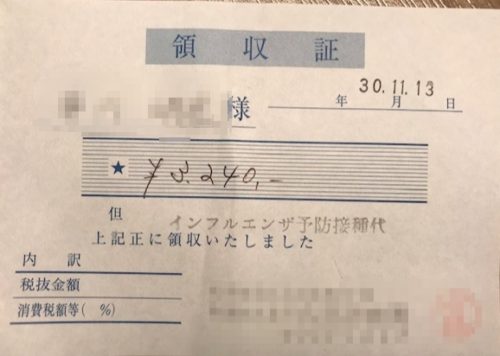 領収証
30.11.13
様 年 月 日
★ ¥3.240,-
但 インフルエンザ予防接種代
上記正に領収いたしました
内 訳
税抜金額
消費税額等( %)